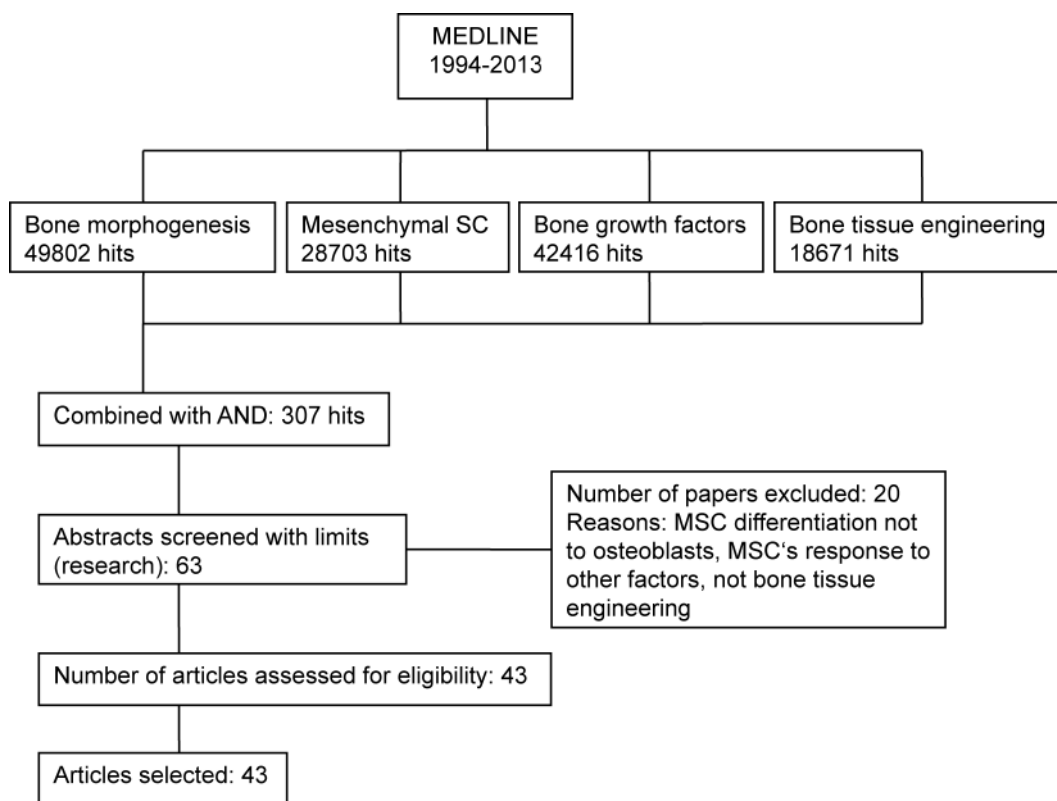 MEDLINE
1994-2013
Bone morphogenesis
49802 hits
Mesenchymal SC
28703 hits
Bone growth factors
42416 hits
Bone tissue engineering
18671 hits
Combined with AND: 307 hits
Abstracts screened with limits
(research): 63
Number of papers excluded: 20
Reasons: MSC differentiation not
to osteoblasts, MSC‘s response to
other factors, not bone tissue
engineering
Number of articles assessed for eligibility: 43
Articles selected: 43